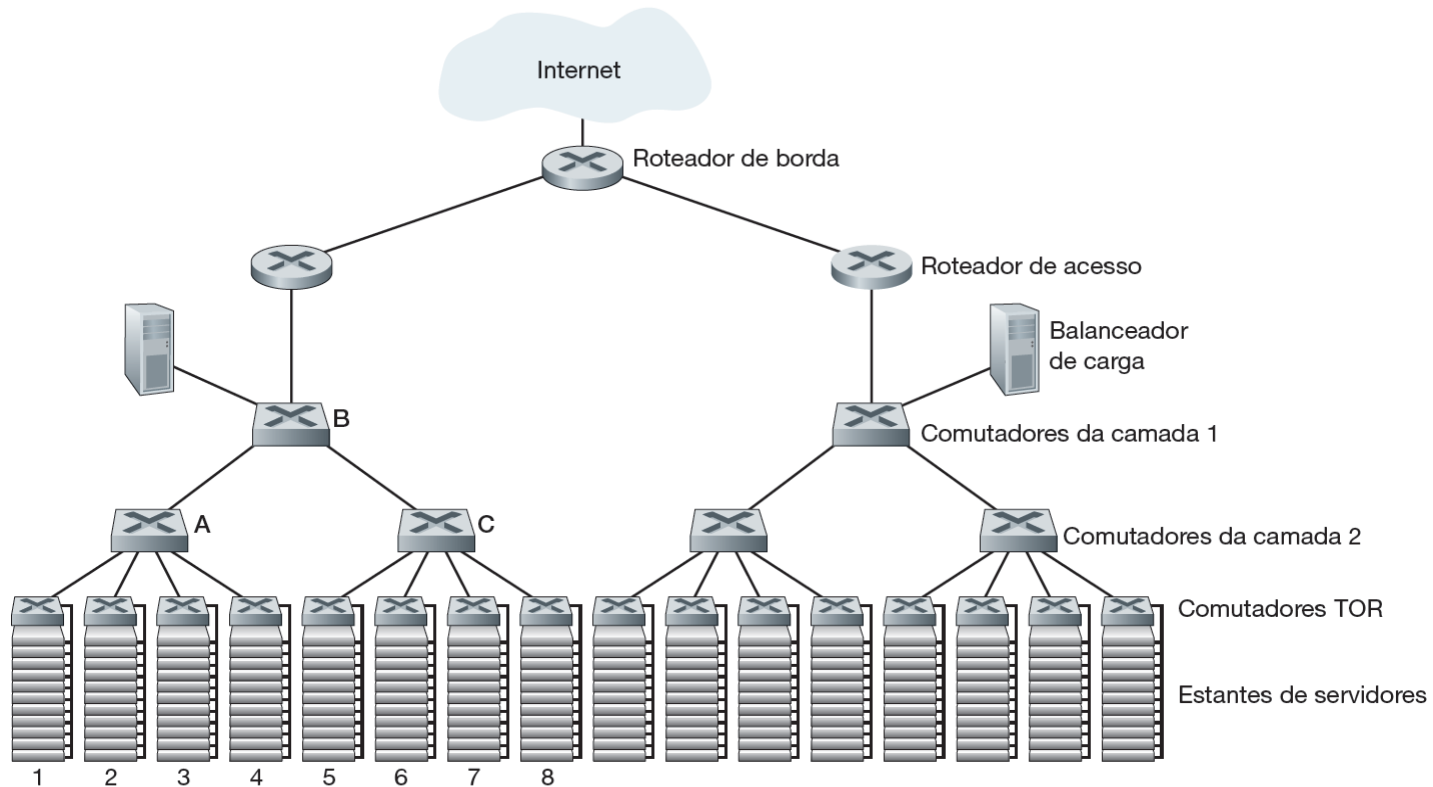 Internet
Roteador de borda
Roteador de acesso
Balanceador
de carga
B
Comutadores da camada 1
A
C
Comutadores da camada 2
Comutadores TOR
Estantes de servidores
1 2 3 4 5 6 7 8